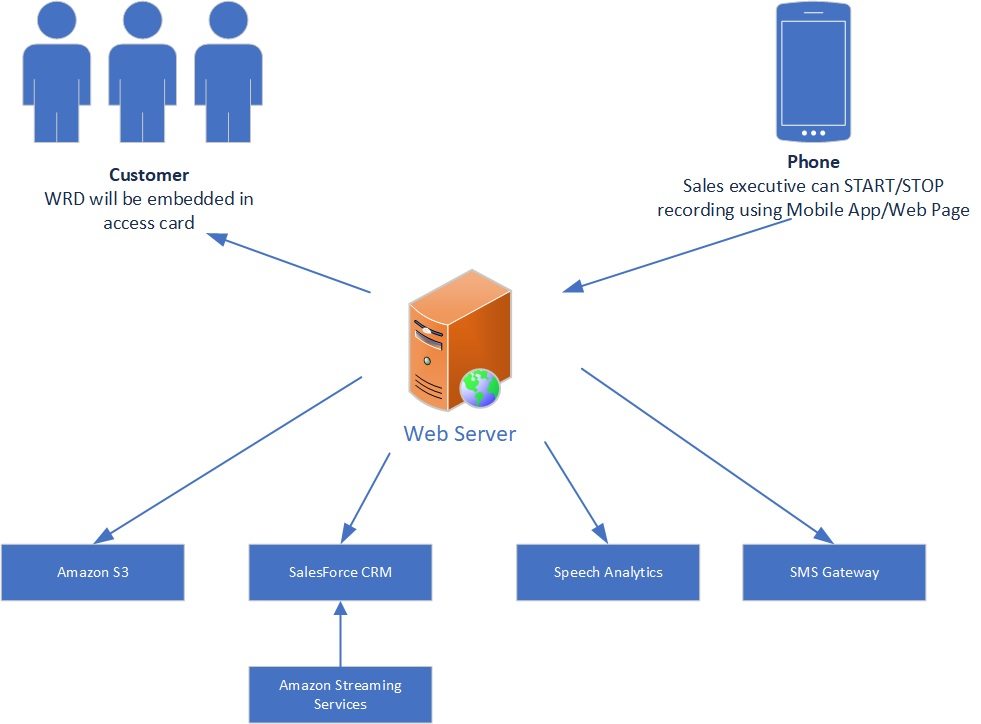 Customer
WRD will be embedded in
access card
Phone
Sales executive can START/STOP
recording using Mobile App/Web Page
Web Server
Amazon S3
SalesForce CRM
Speech Analytics
SMS Gateway
Amazon Streaming
Services